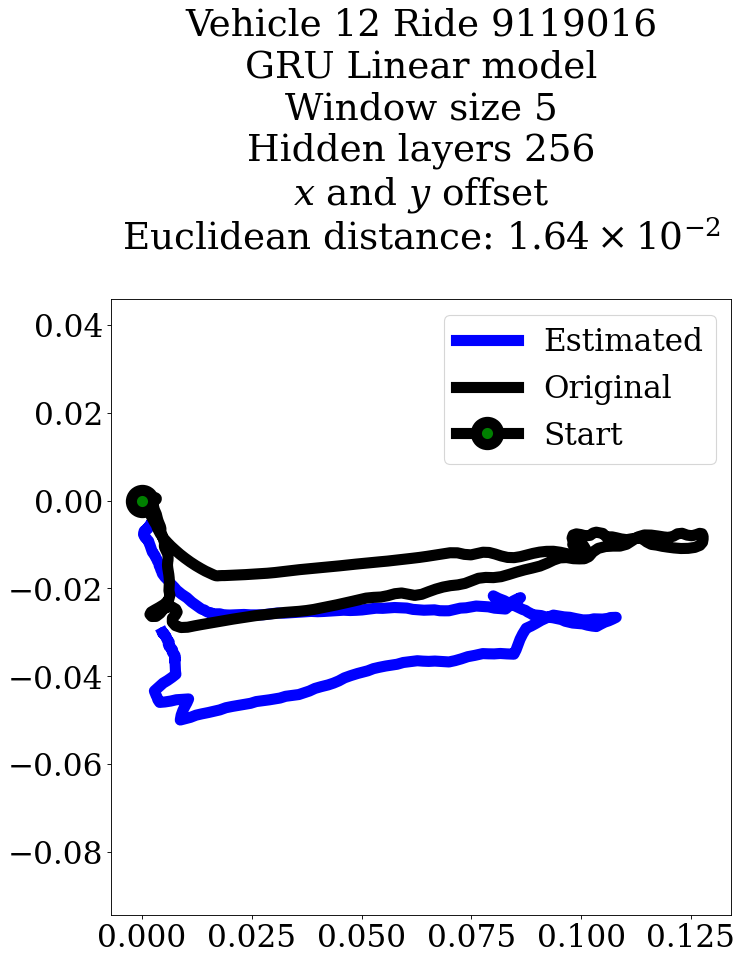 Vehicle 12 Ride 9119016
GRU Linear model
Window size 5
Hidden layers 256
x and y offset
Euclidean distance: 1.64 × 10⁻²
Estimated
Original
Start
0.04
0.02
0.00
−0.02
−0.04
−0.06
−0.08
0.000 0.025 0.050 0.075 0.100 0.125